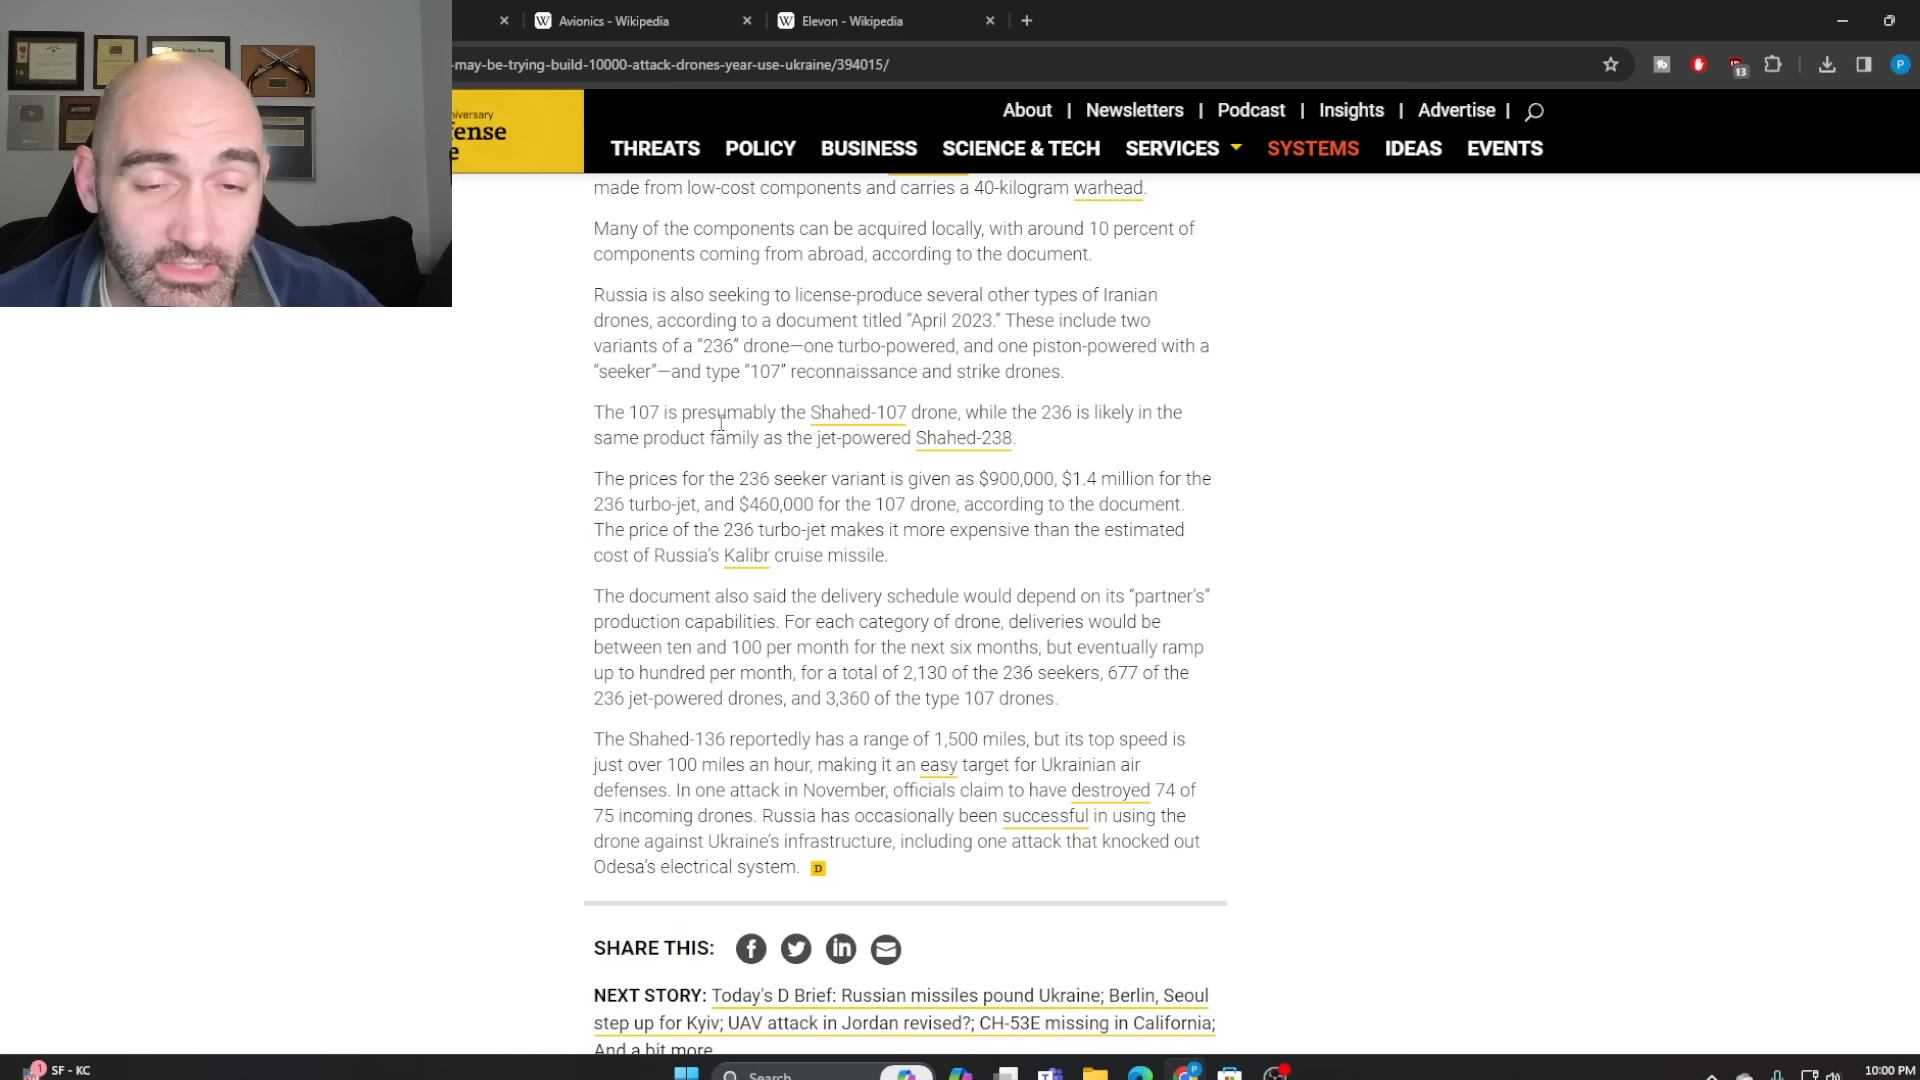 Avionics - Wikipedia
Elevon - Wikipedia
-may-be-trying-build-10000-attack-drones-year-use-ukraine/394015/
13
P
niversary
ense
e
About | Newsletters | Podcast | Insights | Advertise |
THREATS POLICY BUSINESS SCIENCE & TECH SERVICES SYSTEMS IDEAS EVENTS
made from low-cost components and carries a 40-kilogram warhead.
Many of the components can be acquired locally, with around 10 percent of
components coming from abroad, according to the document.
Russia is also seeking to license-produce several other types of Iranian
drones, according to a document titled “April 2023.” These include two
variants of a “236” drone—one turbo-powered, and one piston-powered with a
“seeker”—and type “107” reconnaissance and strike drones.
The 107 is presumably the Shahed-107 drone, while the 236 is likely in the
same product family as the jet-powered Shahed-238.
The prices for the 236 seeker variant is given as $900,000, $1.4 million for the
236 turbo-jet, and $460,000 for the 107 drone, according to the document.
The price of the 236 turbo-jet makes it more expensive than the estimated
cost of Russia’s Kalibr cruise missile.
The document also said the delivery schedule would depend on its “partner’s”
production capabilities. For each category of drone, deliveries would be
between ten and 100 per month for the next six months, but eventually ramp
up to hundred per month, for a total of 2,130 of the 236 seekers, 677 of the
236 jet-powered drones, and 3,360 of the type 107 drones.
The Shahed-136 reportedly has a range of 1,500 miles, but its top speed is
just over 100 miles an hour, making it an easy target for Ukrainian air
defenses. In one attack in November, officials claim to have destroyed 74 of
75 incoming drones. Russia has occasionally been successful in using the
drone against Ukraine’s infrastructure, including one attack that knocked out
Odesa’s electrical system. D
SHARE THIS:
NEXT STORY: Today's D Brief: Russian missiles pound Ukraine; Berlin, Seoul
step up for Kyiv; UAV attack in Jordan revised?; CH-53E missing in California;
And a bit more
1 SF - KC
Search
10:00 PM